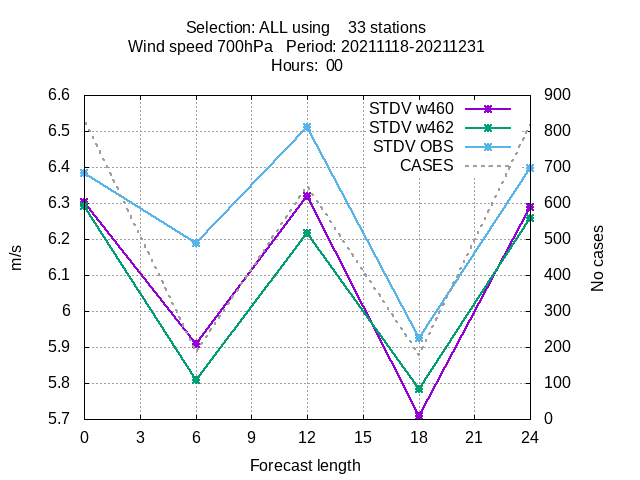 Selection: ALL using    33 stations
Wind speed 700hPa   Period: 20211118-20211231
Hours:  00
STDV w460
STDV w462
STDV OBS
CASES
6.6
6.5
6.4
6.3
6.2
6.1
6
5.9
5.8
5.7
m/s
900
800
700
600
500
400
300
200
100
0
No cases
0 3 6 9 12 15 18 21 24
Forecast length